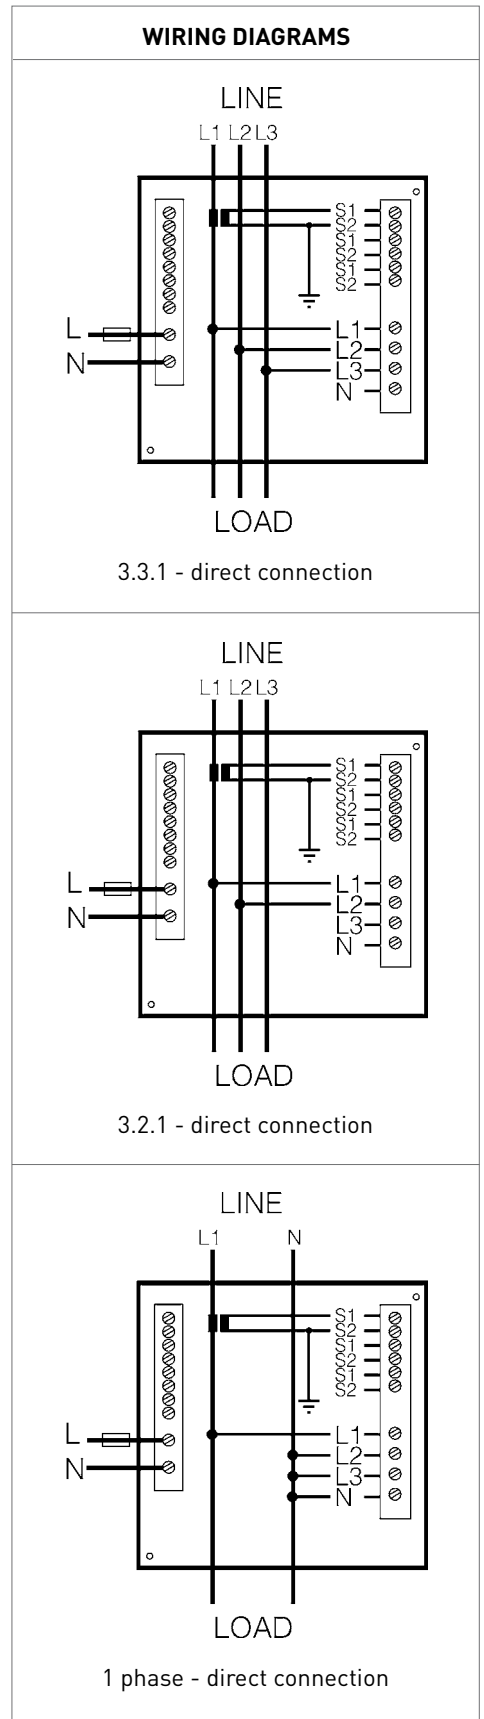 WIRING DIAGRAMS
LINE
L1 L2 L3
S1
S2
S1
S2
S1
S2
L
N
L1
L2
L3
N
LOAD
3.3.1 - direct connection
LINE
L1 L2 L3
S1
S2
S1
S2
S1
S2
L
N
L1
L2
L3
N
LOAD
3.2.1 - direct connection
LINE
L1 N
S1
S2
S1
S2
S1
S2
L
N
L1
L2
L3
N
LOAD
1 phase - direct connection